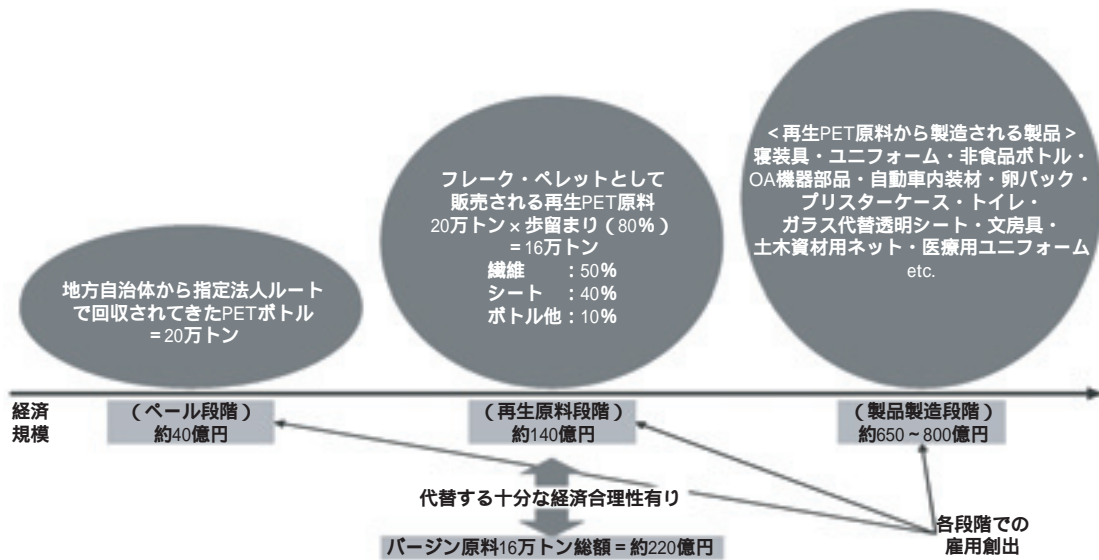 地方自治体から指定法人ルート
で回収されてきたPETボトル
=20万トン
フレーク・ペレットとして
販売される再生PET原料
20万トン×歩留まり(80%)
=16万トン
繊維 :50%
シート :40%
ボトル他:10%
<再生PET原料から製造される製品>
寝装具・ユニフォーム・非食品ボトル・
OA機器部品・自動車内装材・卵パック・
ブリスターケース・トイレ・
ガラス代替透明シート・文房具・
土木資材用ネット・医療用ユニフォーム
etc.
経済
規模
(ベール段階)
約40億円
(再生原料段階)
約140億円
(製品製造段階)
約650~800億円
代替する十分な経済合理性有り
バージン原料16万トン総額=約220億円
各段階での
雇用創出